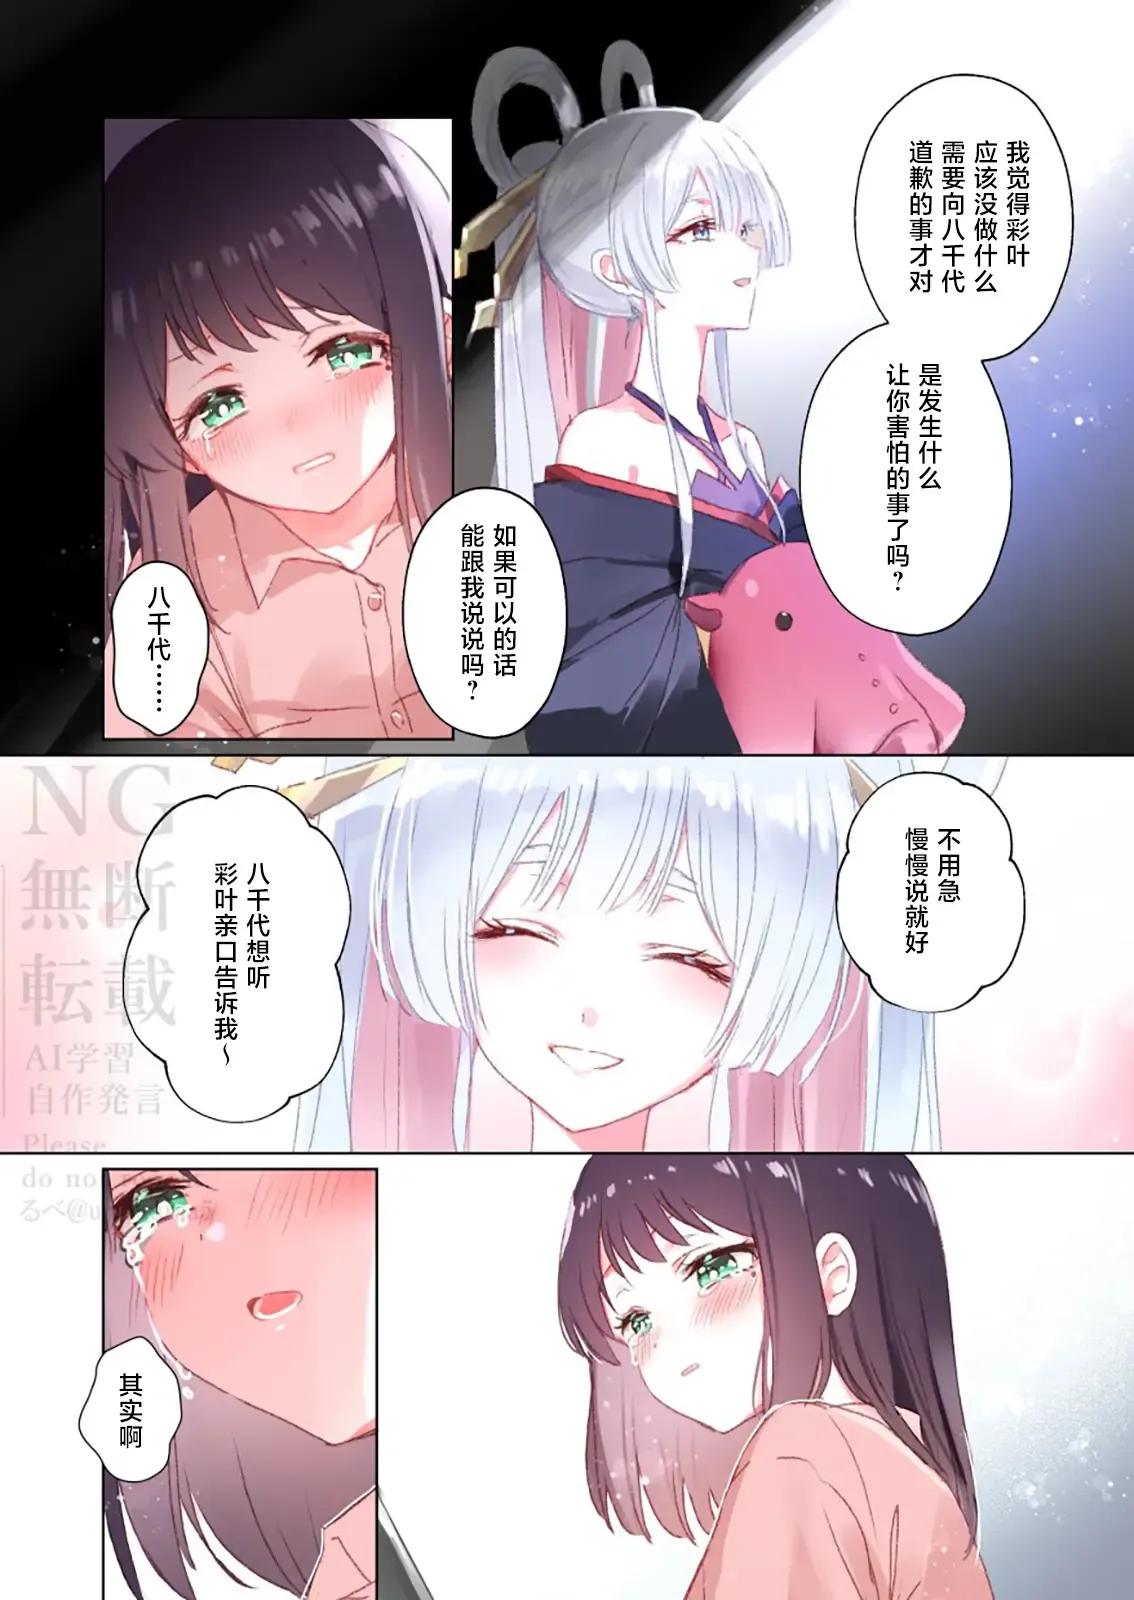 我觉得彩叶
应该没做什么
需要向八千代
道歉的事才对
是发生什么
让你害怕的事了吗？
如果可以的话
能跟我说说吗？
八千代……
不用急
慢慢说就好
八千代想听
彩叶亲口告诉我～
其实啊
NG
無断
転載
AI学習
自作発言
Please
do no
るべ@u